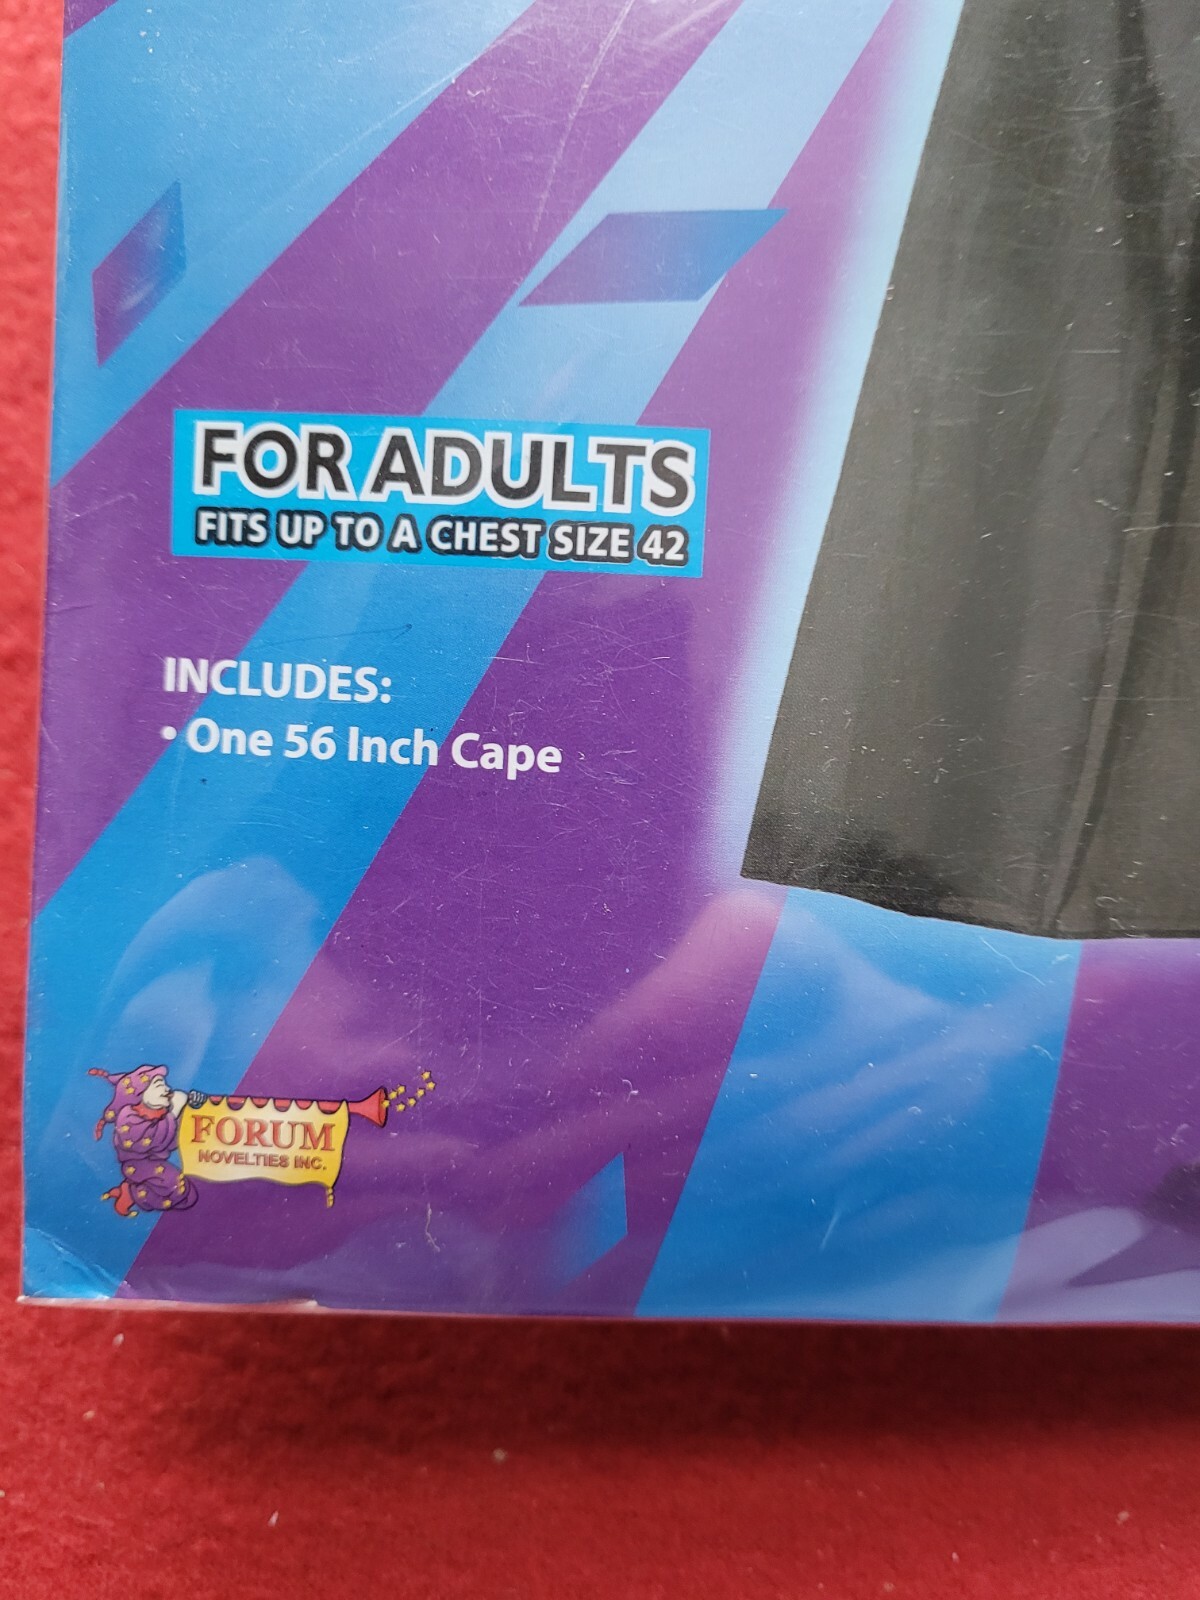 FOR ADULTS
FITS UP TO A CHEST SIZE 42
INCLUDES:
• One 56 Inch Cape
FORUM
NOVELTIES INC.